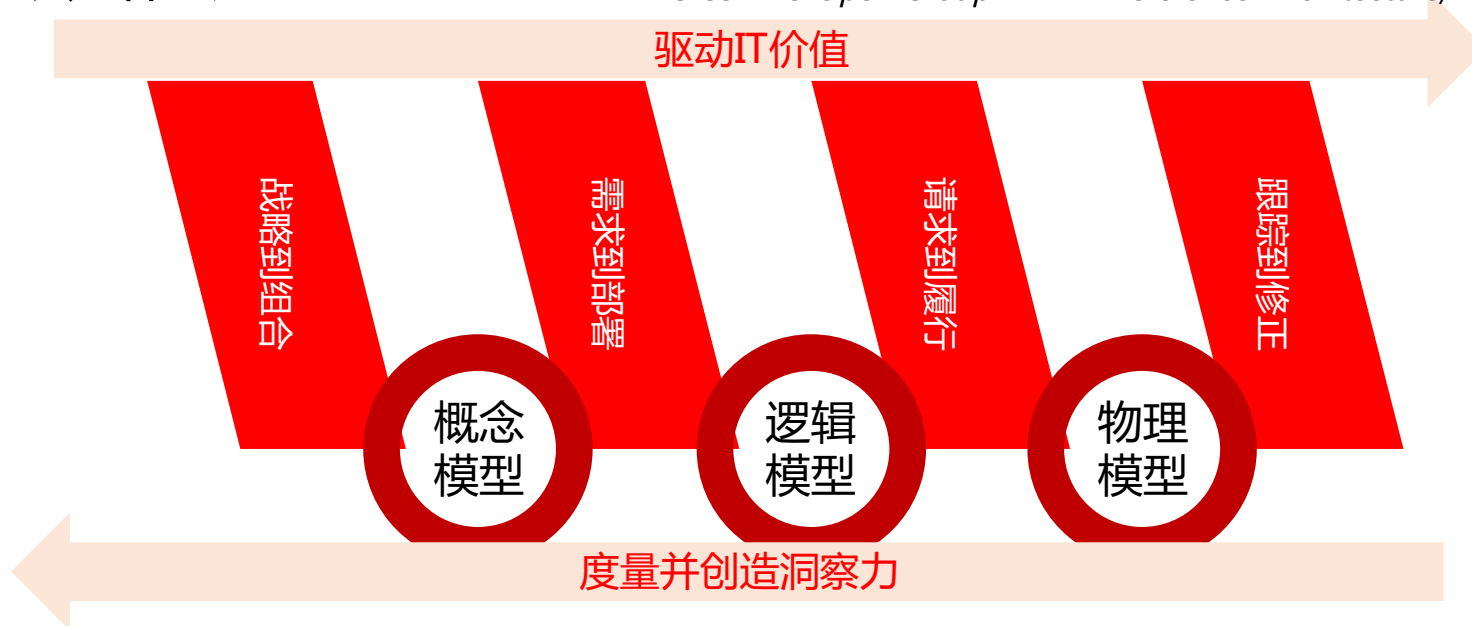 驱动IT价值
战略到组合
需求到部署
请求到履行
跟踪到修正
概念
模型
逻辑
模型
物理
模型
度量并创造洞察力